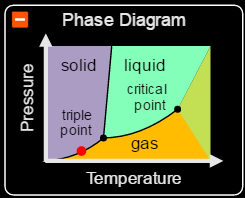 Phase Diagram
solid
liquid
critical
point
triple
point
gas
Pressure
Temperature